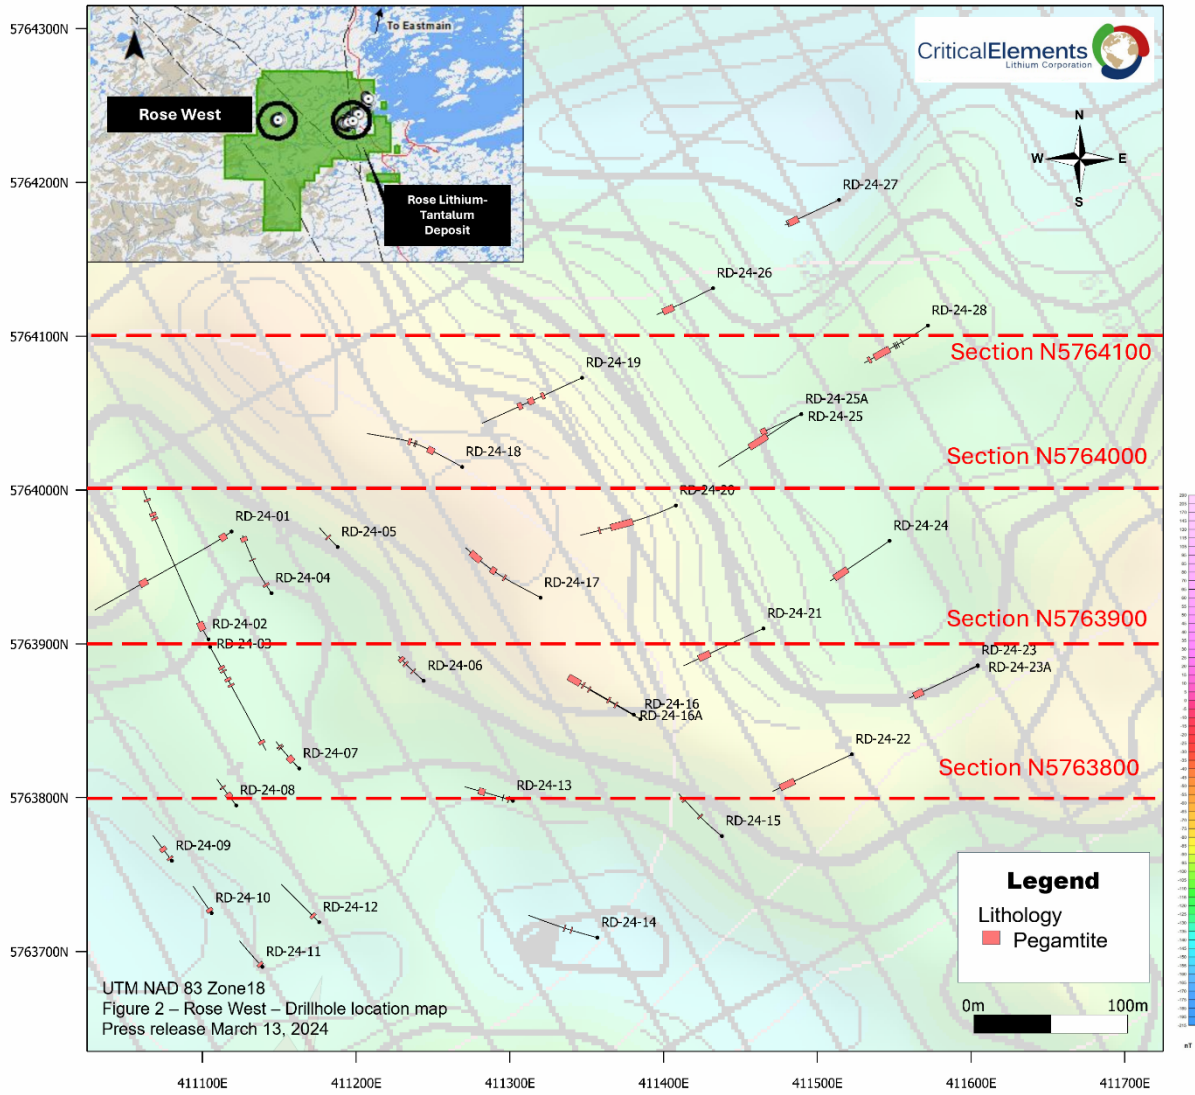 5764300N
To Eastmain
CriticalElements
Lithium Corporation
Rose West
N
W E
S
5764200N
RD-24-27
Rose Lithium-
Tantalum
Deposit
RD-24-26
RD-24-28
5764100N
Section N5764100
RD-24-19
RD-24-25A
RD-24-25
RD-24-18
Section N5764000
5764000N
RD-24-20
RD-24-01
RD-24-05
RD-24-24
RD-24-04
RD-24-17
RD-24-21
RD-24-02
Section N5763900
5763900N
RD-24-03
RD-24-23
RD-24-06
RD-24-23A
RD-24-16
RD-24-16A
RD-24-07
RD-24-22
Section N5763800
RD-24-08
RD-24-13
5763800N
RD-24-15
RD-24-09
Legend
RD-24-10
RD-24-12
Lithology
RD-24-14
Pegamtite
RD-24-11
5763700N
UTM NAD 83 Zone18
Figure 2 – Rose West – Drillhole location map
Press release March 13, 2024
0m 100m
nT
411100E 411200E 411300E 411400E 411500E 411600E 411700E